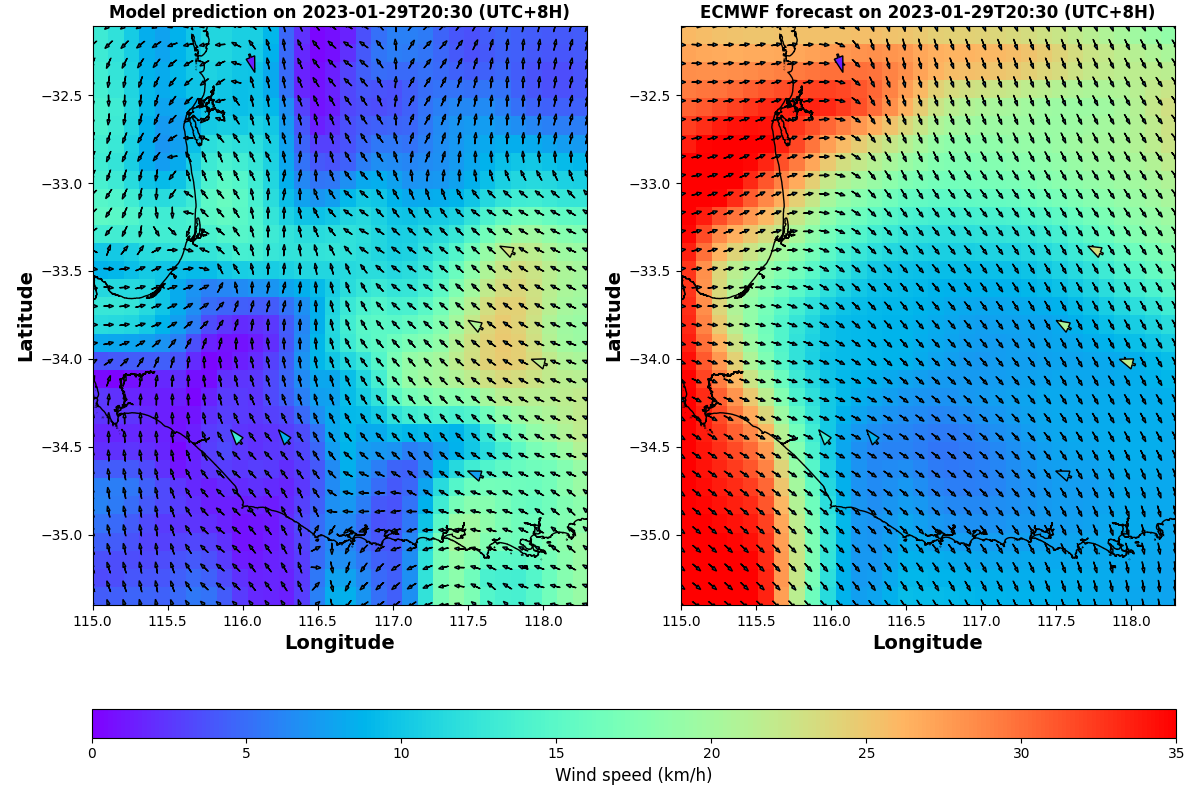 Model prediction on 2023-01-29T20:30 (UTC+8H)
ECMWF forecast on 2023-01-29T20:30 (UTC+8H)
−32.5
−33.0
−33.5
−34.0
−34.5
−35.0
Latitude
115.0 115.5 116.0 116.5 117.0 117.5 118.0
Longitude
−32.5
−33.0
−33.5
−34.0
−34.5
−35.0
Latitude
115.0 115.5 116.0 116.5 117.0 117.5 118.0
Longitude
0 5 10 15 20 25 30 35
Wind speed (km/h)